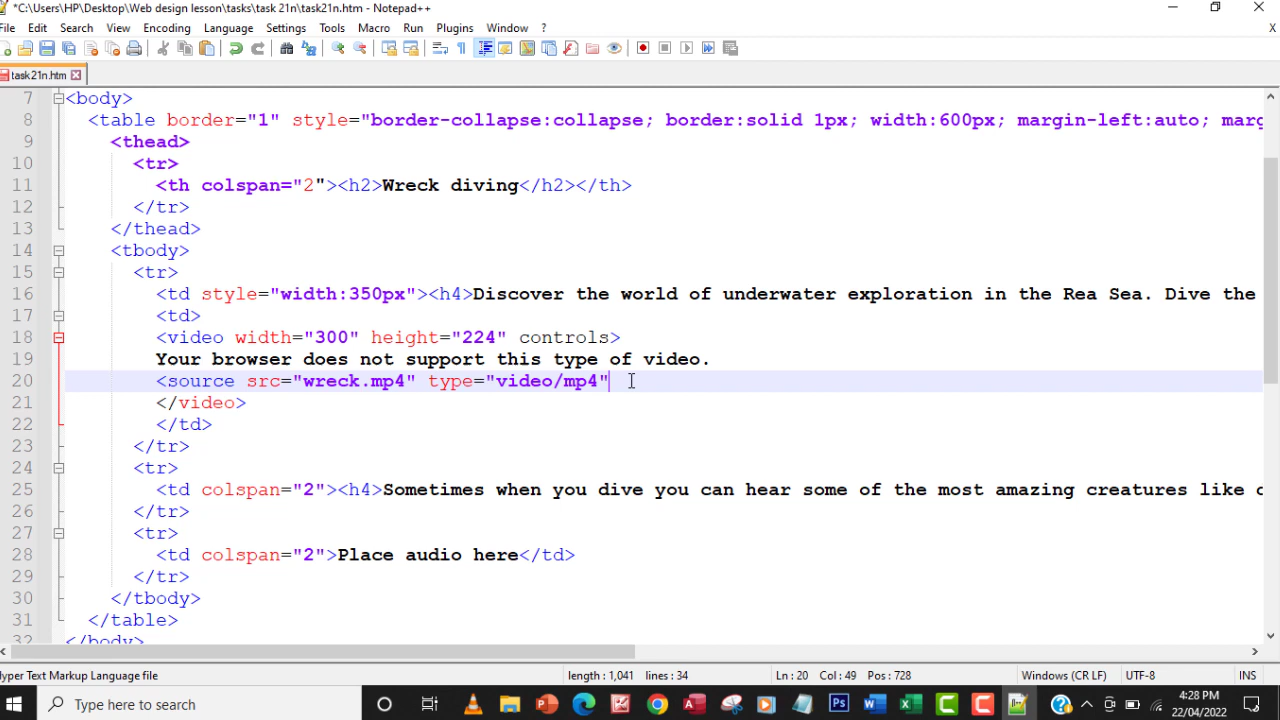 *C:\Users\HP\Desktop\Web design lesson\tasks\task 21n\task21n.htm - Notepad++
File Edit Search View Encoding Language Settings Tools Macro Run Plugins Window ?
X
task21n.htm
7 <body>
8 <table border="1" style="border-collapse:collapse; border:solid 1px; width:600px; margin-left:auto; marg
9 <thead>
10 <tr>
11 <th colspan="2"><h2>Wreck diving</h2></th>
12 </tr>
13 </thead>
14 <tbody>
15 <tr>
16 <td style="width:350px"><h4>Discover the world of underwater exploration in the Rea Sea. Dive the
17 <td>
18 <video width="300" height="224" controls>
19 Your browser does not support this type of video.
20 <source src="wreck.mp4" type="video/mp4"
21 </video>
22 </td>
23 </tr>
24 <tr>
25 <td colspan="2"><h4>Sometimes when you dive you can hear some of the most amazing creatures like
26 </tr>
27 <tr>
28 <td colspan="2">Place audio here</td>
29 </tr>
30 </tbody>
31 </table>
32 </body>
Hyper Text Markup Language file length : 1,041 lines : 34 Ln : 20 Col : 49 Pos : 728 Windows (CR LF) UTF-8 INS
Type here to search
4:28 PM
22/04/2022